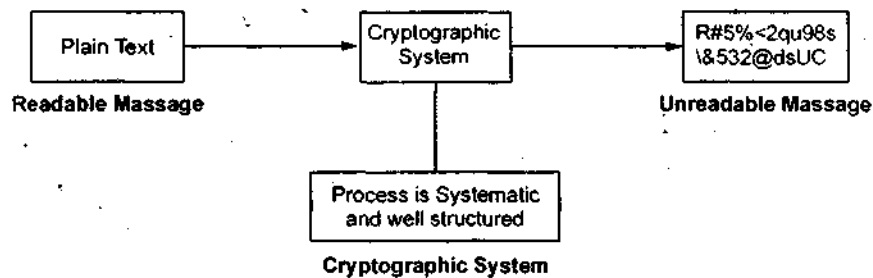 Plain Text
Cryptographic
System
R#5%<2qu98s
\&532@dsUC
Readable Massage
Unreadable Massage
Process is Systematic
and well structured
Cryptographic System